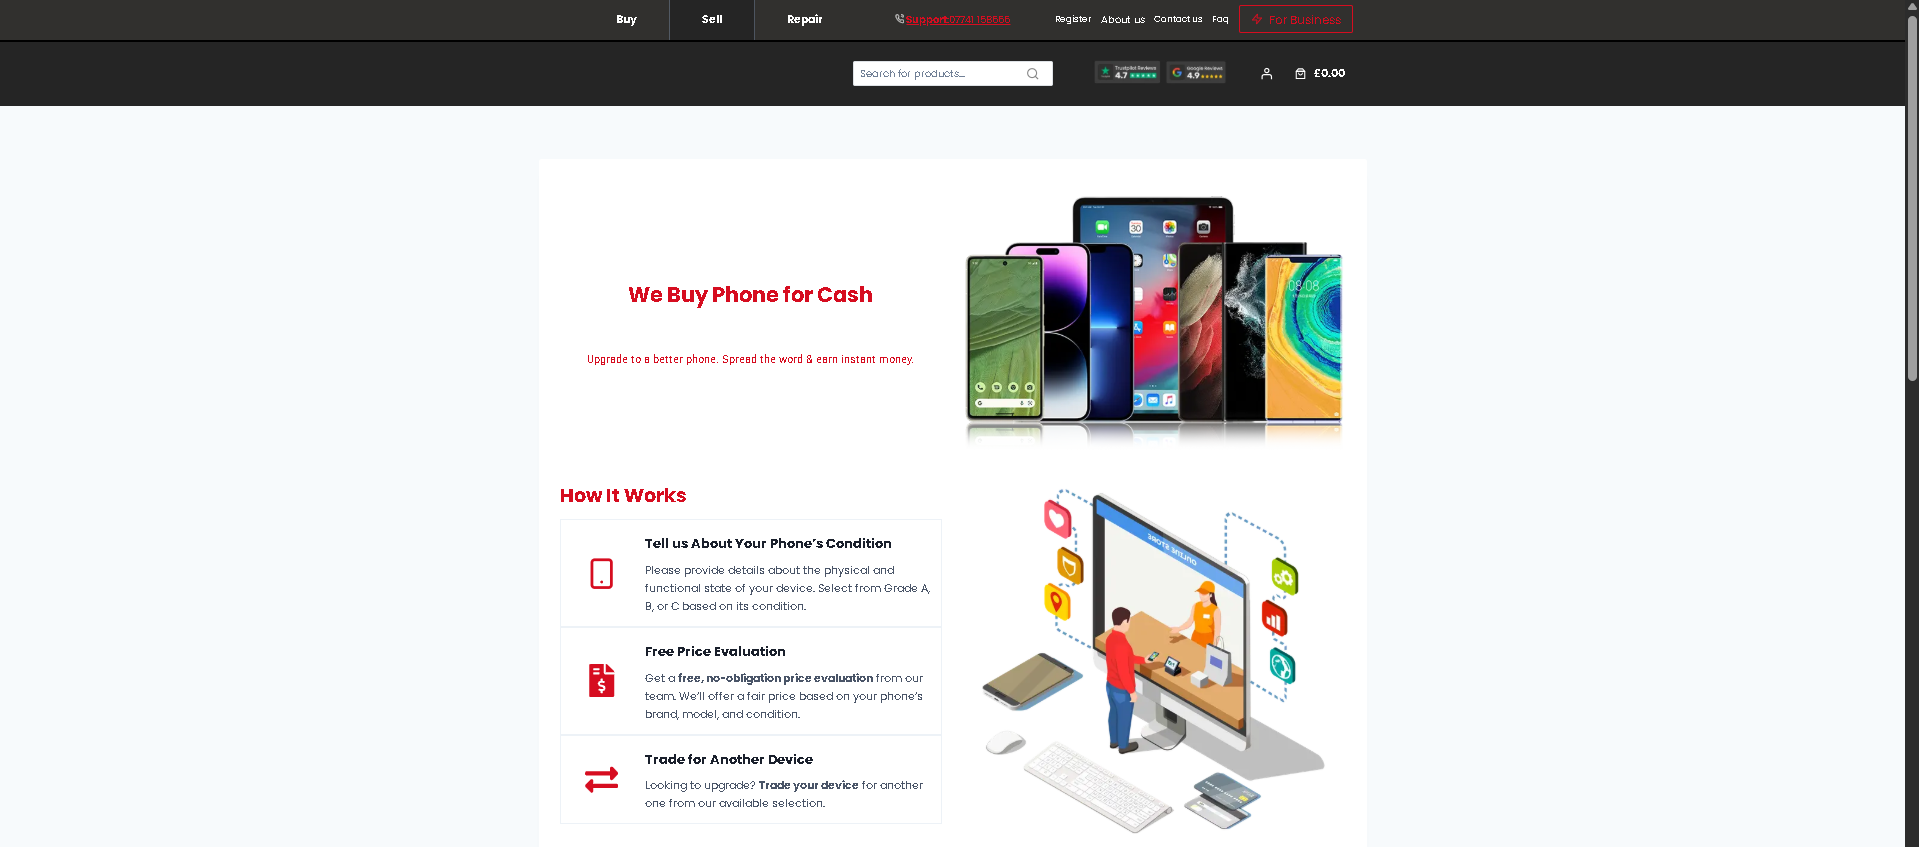 Buy
Sell
Repair
Support:07741 158555
Register
About us
Contact us
Faq
For Business
Search for products...
Trustpilot Reviews
4.7
Google Reviews
4.9
£0.00
We Buy Phone for Cash
Upgrade to a better phone. Spread the word & earn instant money.
30
08:08
How It Works
Tell us About Your Phone's Condition
Please provide details about the physical and
functional state of your device. Select from Grade A,
B, or C based on its condition.
ONLINE STORE
Free Price Evaluation
Get a free, no-obligation price evaluation from our
team. We'll offer a fair price based on your phone's
brand, model, and condition.
Trade for Another Device
Looking to upgrade? Trade your device for another
one from our available selection.